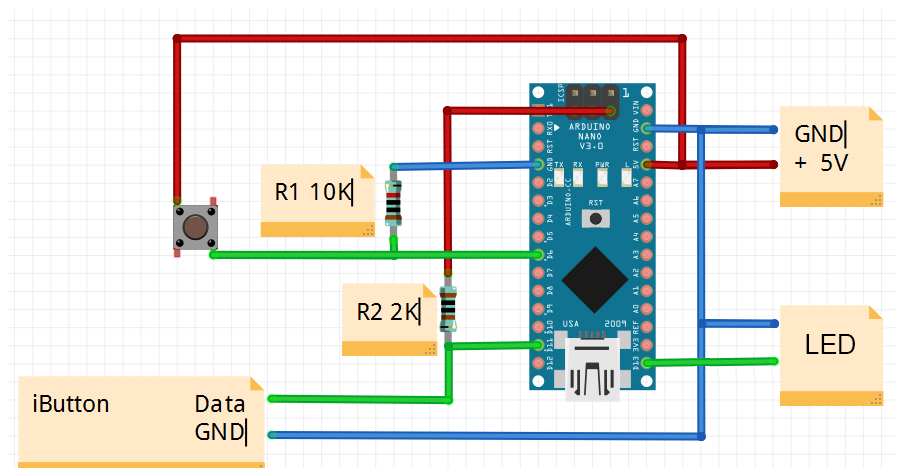 GND
+ 5V
R1 10K
R2 2K
LED
iButton Data
GND
ICSP
1
ARDUINO
NANO
V3.0
TX RX PWR L
ARDUINO.CC
RST
USA 2009
TX1
RX0
RST
GND
D2
D3
D4
D5
D6
D7
D8
D9
D10
D11
D12
VIN
GND
RST
5V
A7
A6
A5
A4
A3
A2
A1
A0
REF
3V3
D13